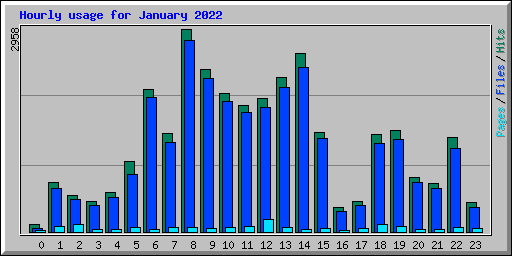 Hourly usage for January 2022
2958
Pages/Files/Hits
0 1 2 3 4 5 6 7 8 9 10 11 12 13 14 15 16 17 18 19 20 21 22 23